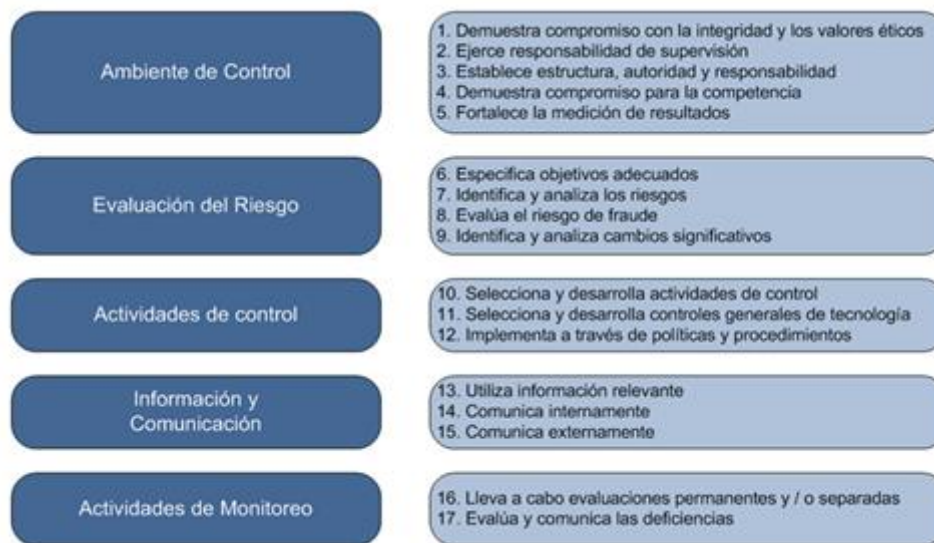 Ambiente de Control
1. Demuestra compromiso con la integridad y los valores éticos
2. Ejerce responsabilidad de supervisión
3. Establece estructura, autoridad y responsabilidad
4. Demuestra compromiso para la competencia
5. Fortalece la medición de resultados
Evaluación del Riesgo
6. Especifica objetivos adecuados
7. Identifica y analiza los riesgos
8. Evalúa el riesgo de fraude
9. Identifica y analiza cambios significativos
Actividades de control
10. Selecciona y desarrolla actividades de control
11. Selecciona y desarrolla controles generales de tecnología
12. Implementa a través de políticas y procedimientos
Información y
Comunicación
13. Utiliza información relevante
14. Comunica internamente
15. Comunica externamente
Actividades de Monitoreo
16. Lleva a cabo evaluaciones permanentes y / o separadas
17. Evalúa y comunica las deficiencias